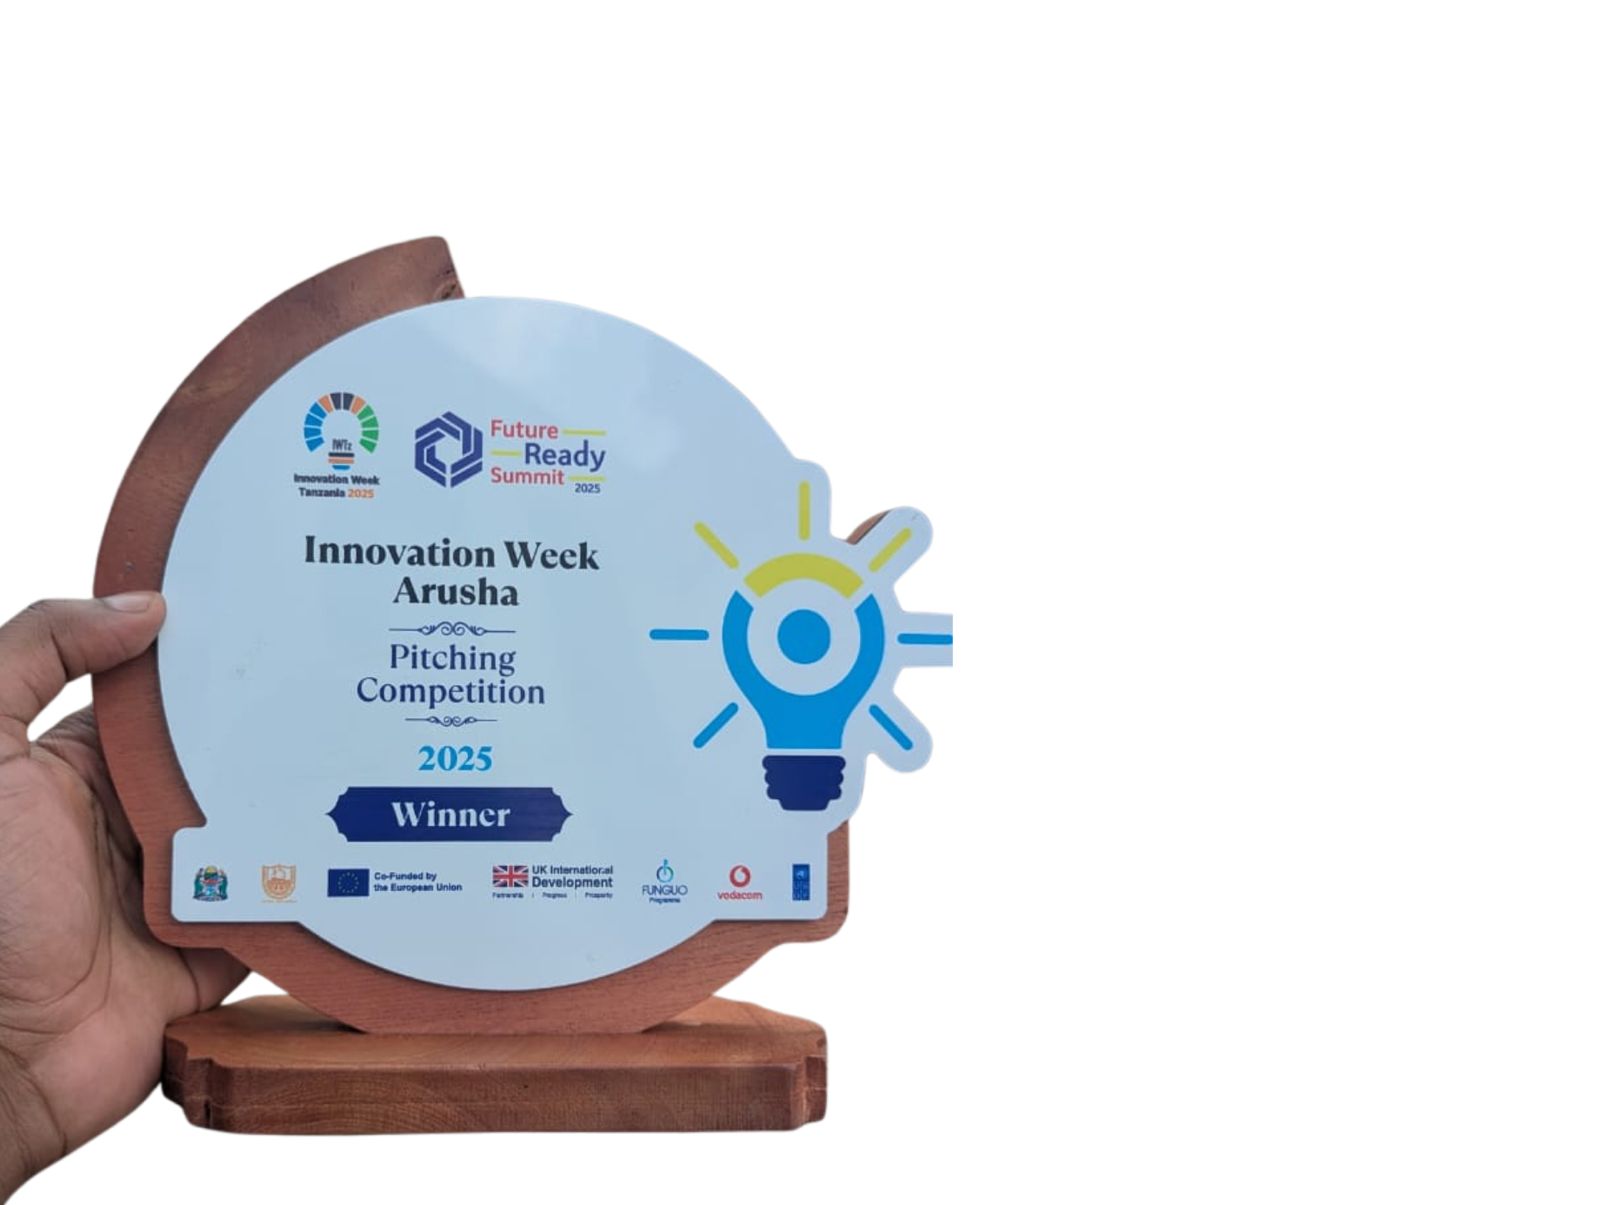 IWTz
Innovation Week
Tanzania 2025
Future
Ready
Summit
2025
Innovation Week
Arusha
Pitching
Competition
2025
Winner
Co-Funded by
the European Union
UK International
Development
Partnership | Progress | Prosperity
FUNGUO
Programme
vodacom